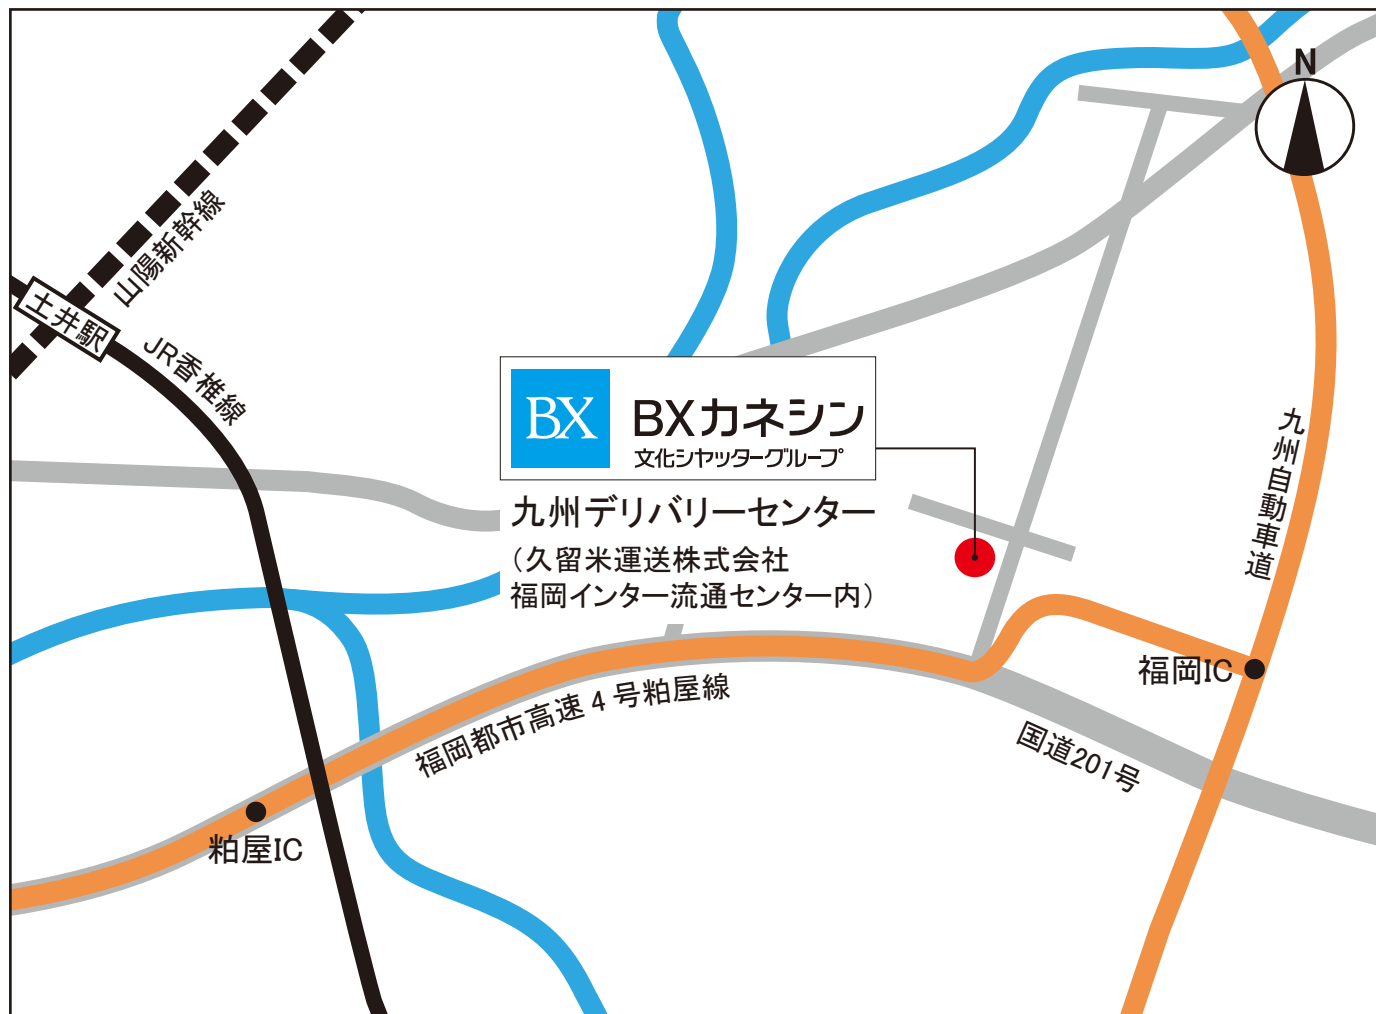 N
山陽新幹線
土井駅
JR香椎線
BX
BXカネシン
文化シヤッターグループ
九州デリバリーセンター
（久留米運送株式会社
福岡インター流通センター内）
九州自動車道
福岡IC
福岡都市高速4号粕屋線
国道201号
粕屋IC